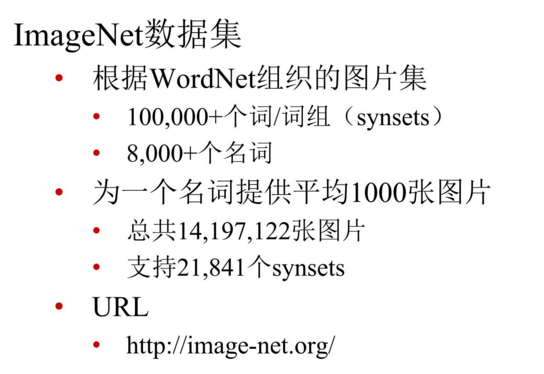 ImageNet数据集
• 根据WordNet组织的图片集
• 100,000+个词/词组（synsets）
• 8,000+个名词
• 为一个名词提供平均1000张图片
• 总共14,197,122张图片
• 支持21,841个synsets
• URL
• http://image-net.org/